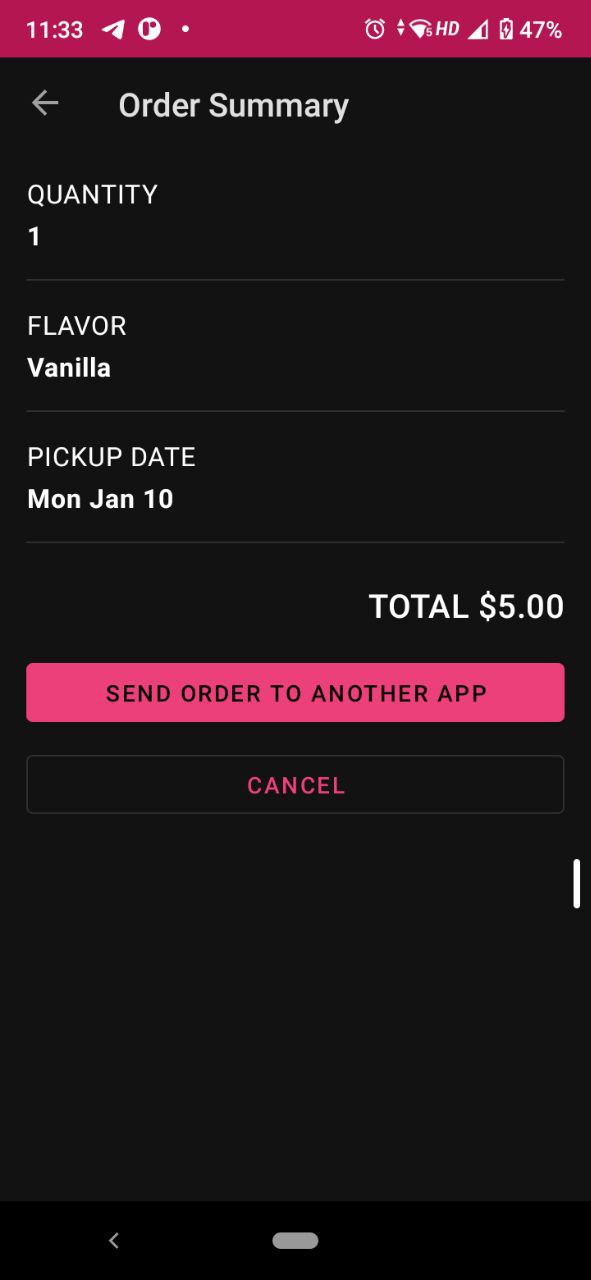 11:33 5 HD 47%
Order Summary
QUANTITY
1
FLAVOR
Vanilla
PICKUP DATE
Mon Jan 10
TOTAL $5.00
SEND ORDER TO ANOTHER APP
CANCEL